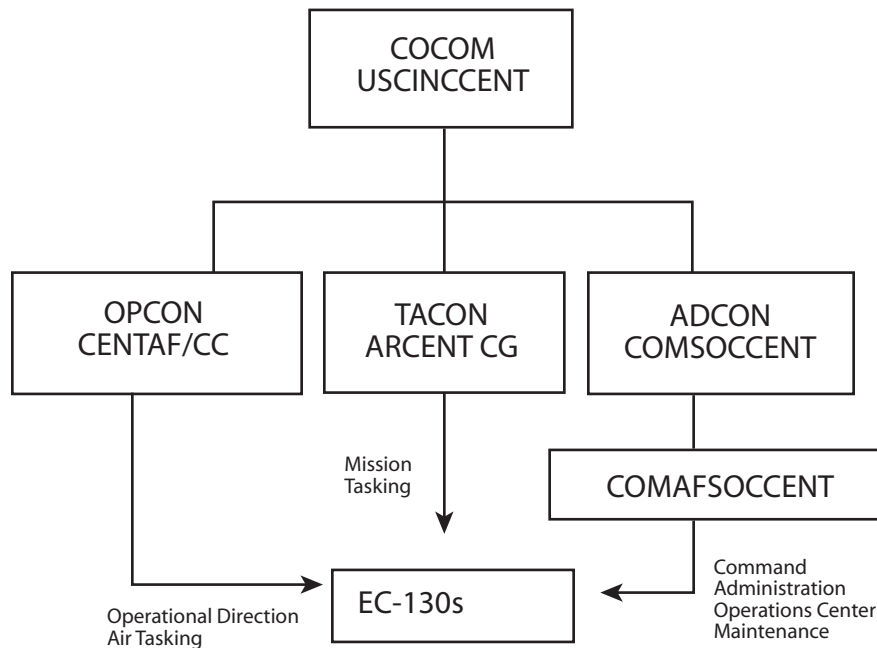 COCOM
USCINCCENT
OPCON
CENTAF/CC
TACON
ARCENT CG
ADCON
COMSOCCENT
Mission
Tasking
COMAFSOCCENT
Operational Direction
Air Tasking
EC-130s
Command
Administration
Operations Center
Maintenance